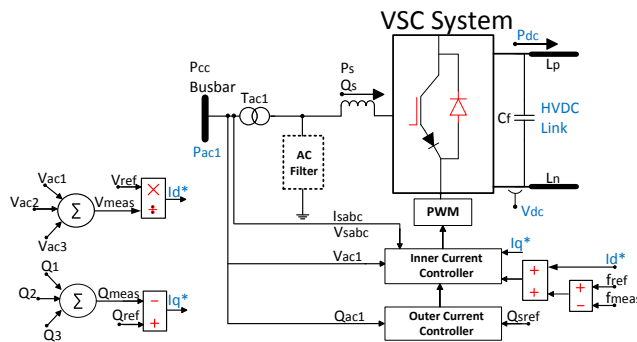 VSC System
Pdc
Lp
Pcc
Busbar
Tac1
Ps
Qs
Cf
HVDC
Link
Pac1
AC
Filter
Ln
Vdc
PWM
Vac1
Vac2
Vac3
Σ
Vmeas
Vref
×
÷
Id*
Isabc
Vsabc
Vac1
Inner Current
Controller
Iq*
Id*
+
+
+
−
fref
fmeas
Q1
Q2
Q3
Σ
Qmeas
Qref
−
+
Iq*
Qac1
Outer Current
Controller
Qsref